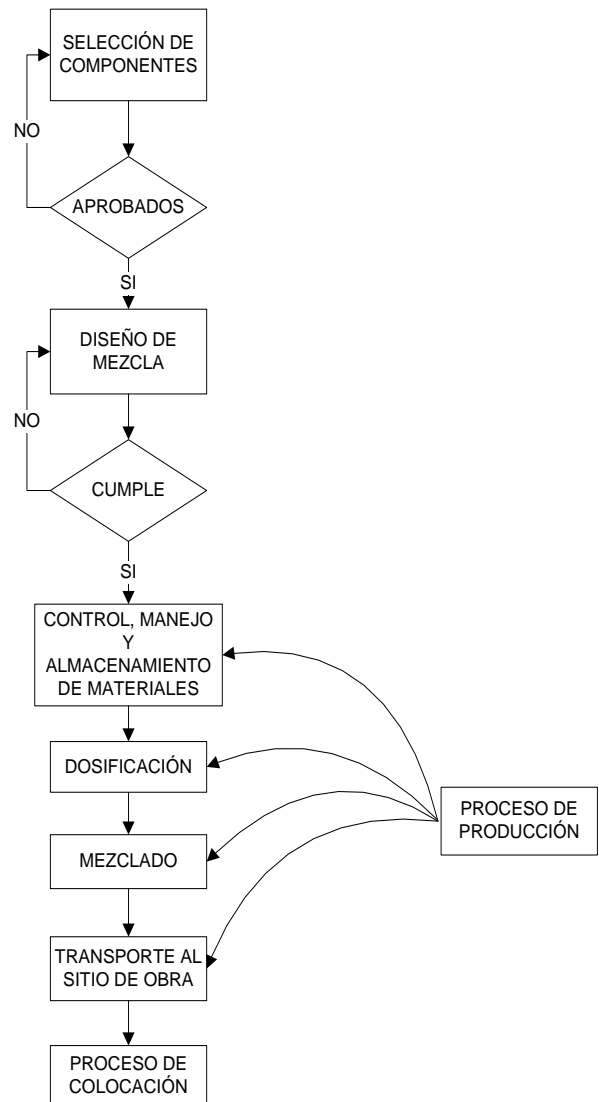 SELECCIÓN DE
COMPONENTES
NO
APROBADOS
SI
DISEÑO DE
MEZCLA
NO
CUMPLE
SI
CONTROL, MANEJO
Y
ALMACENAMIENTO
DE MATERIALES
DOSIFICACIÓN
PROCESO DE
PRODUCCIÓN
MEZCLADO
TRANSPORTE AL
SITIO DE OBRA
PROCESO DE
COLOCACIÓN